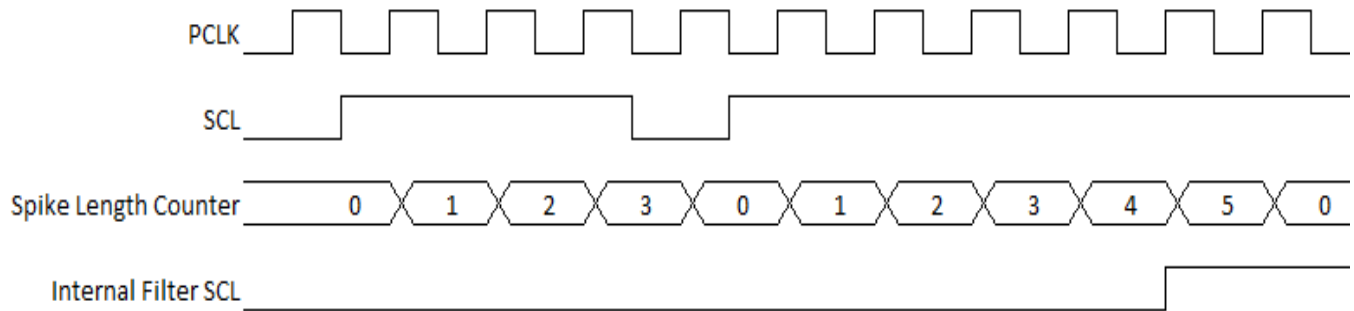 PCLK
SCL
Spike Length Counter 0 1 2 3 0 1 2 3 4 5 0
Internal Filter SCL